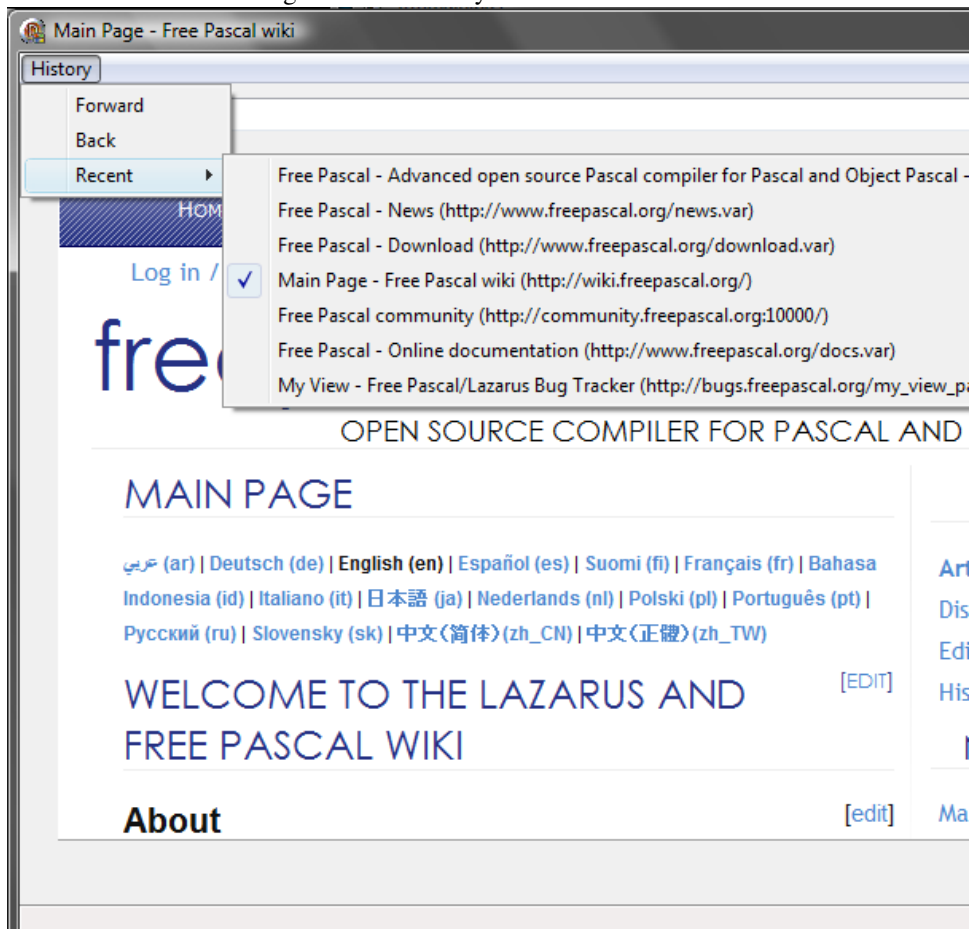 Main Page - Free Pascal wiki
History
Forward
Back
Recent
Free Pascal - Advanced open source Pascal compiler for Pascal and Object Pascal -
Free Pascal - News (http://www.freepascal.org/news.var)
Free Pascal - Download (http://www.freepascal.org/download.var)
Main Page - Free Pascal wiki (http://wiki.freepascal.org/)
Free Pascal community (http://community.freepascal.org:10000/)
Free Pascal - Online documentation (http://www.freepascal.org/docs.var)
My View - Free Pascal/Lazarus Bug Tracker (http://bugs.freepascal.org/my_view_pa
HOM
Log in /
fre
OPEN SOURCE COMPILER FOR PASCAL AND
MAIN PAGE
عربي (ar) | Deutsch (de) | English (en) | Español (es) | Suomi (fi) | Français (fr) | Bahasa
Indonesia (id) | Italiano (it) | 日本語 (ja) | Nederlands (nl) | Polski (pl) | Português (pt) |
Русский (ru) | Slovensky (sk) | 中文(简体)(zh_CN) | 中文(正體)(zh_TW)
WELCOME TO THE LAZARUS AND [EDIT]
FREE PASCAL WIKI
About [edit]
Art
Dis
Edi
His
Ma